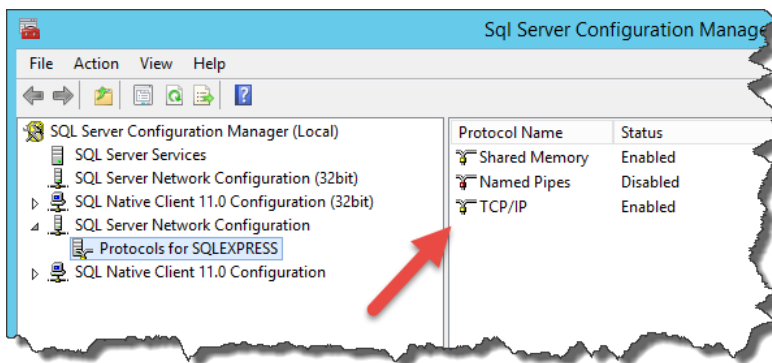 Sql Server Configuration Manage
File Action View Help
SQL Server Configuration Manager (Local)
SQL Server Services
SQL Server Network Configuration (32bit)
SQL Native Client 11.0 Configuration (32bit)
SQL Server Network Configuration
Protocols for SQLEXPRESS
SQL Native Client 11.0 Configuration
Protocol Name Status
Shared Memory Enabled
Named Pipes Disabled
TCP/IP Enabled